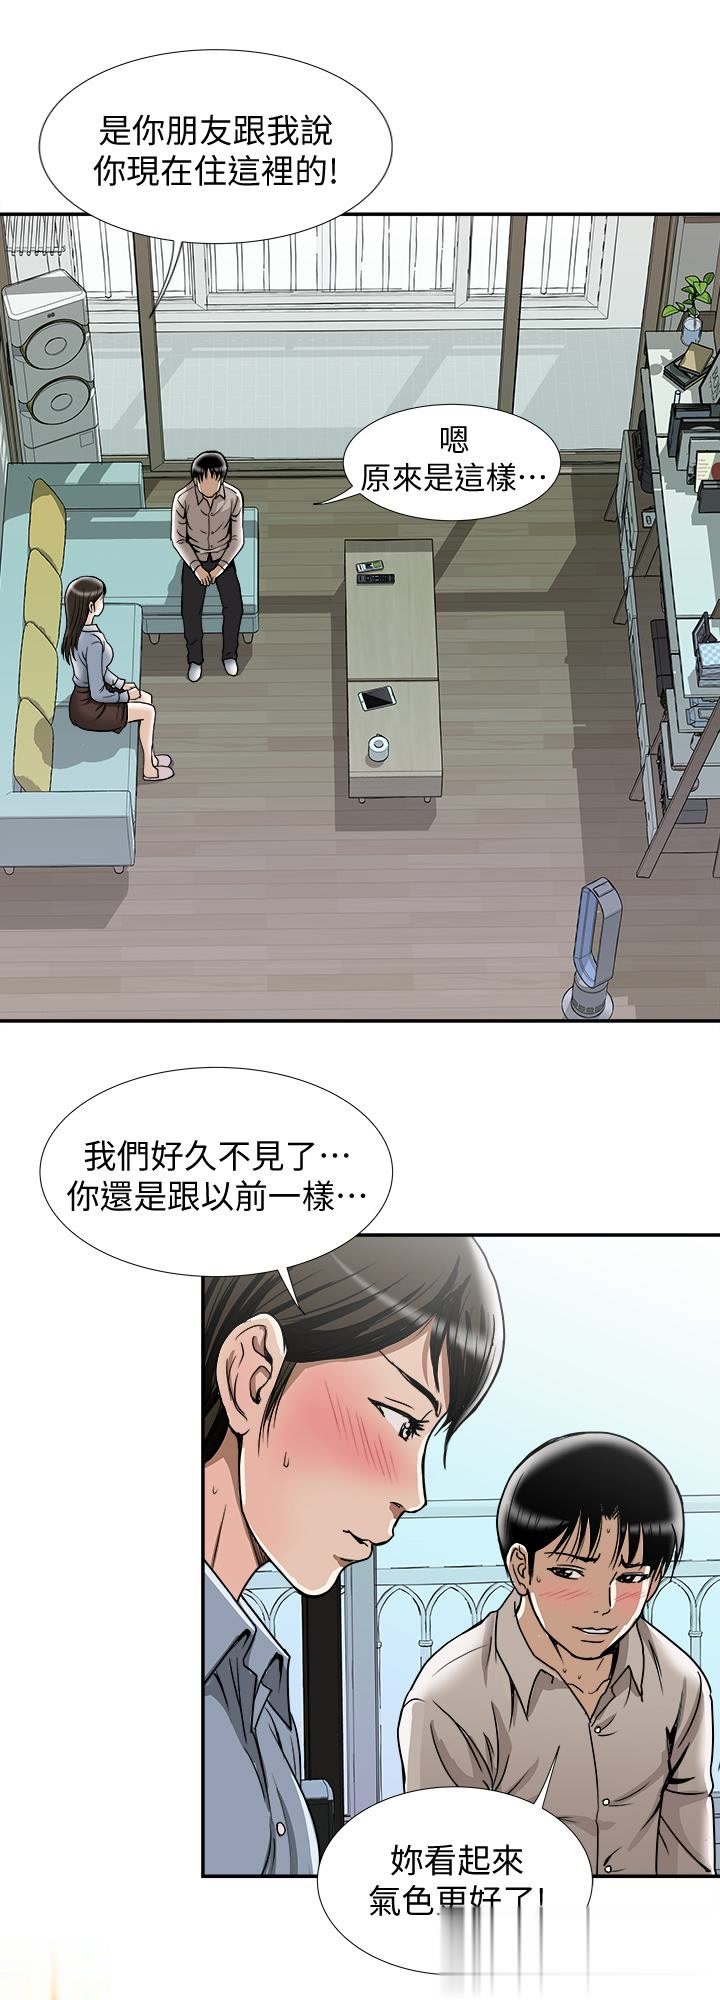 是你朋友跟我說
你現在住這裡的!
嗯
原來是這樣…
我們好久不見了…
你還是跟以前一樣…
妳看起來
氣色更好了!